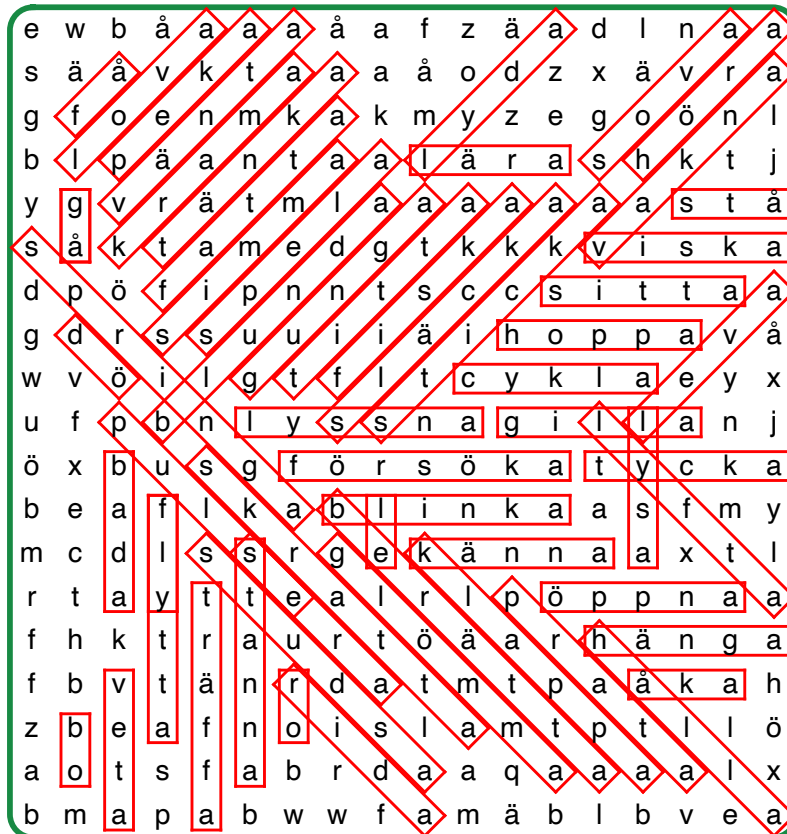 e w b å a a a å a f z ä a d l n a a
s ä å v k t a a a å o d z x ä v r a
g f o e n m k a k m y z e g o ö n l
b l p ä a n t a a l ä r a s h k t j
y g v r ä t m l a a a a a a a s t å
s å k t a m e d g t k k k v i s k a
d p ö f i p n n t s c c s i t t a a
g d r s s u u i i ä i h o p p a v å
w v ö i l g t f l t c y k l a e y x
u f p b n l y s s n a g i l l a n j
ö x b u s g f ö r s ö k a t y c k a
b e a f l k a b l i n k a a s f m y
m c d l s s r g e k ä n n a a x t l
r t a y t t e a l r l p ö p p n a a
f h k t r a u r t ö ä a r h ä n g a
f b v t ä n r d a t m t p a å k a h
z b e a f n o i s l a m t p t l l ö
a o t s f a b r d a a q a a a a l x
b m a p a b w w f a m ä b l b v e a